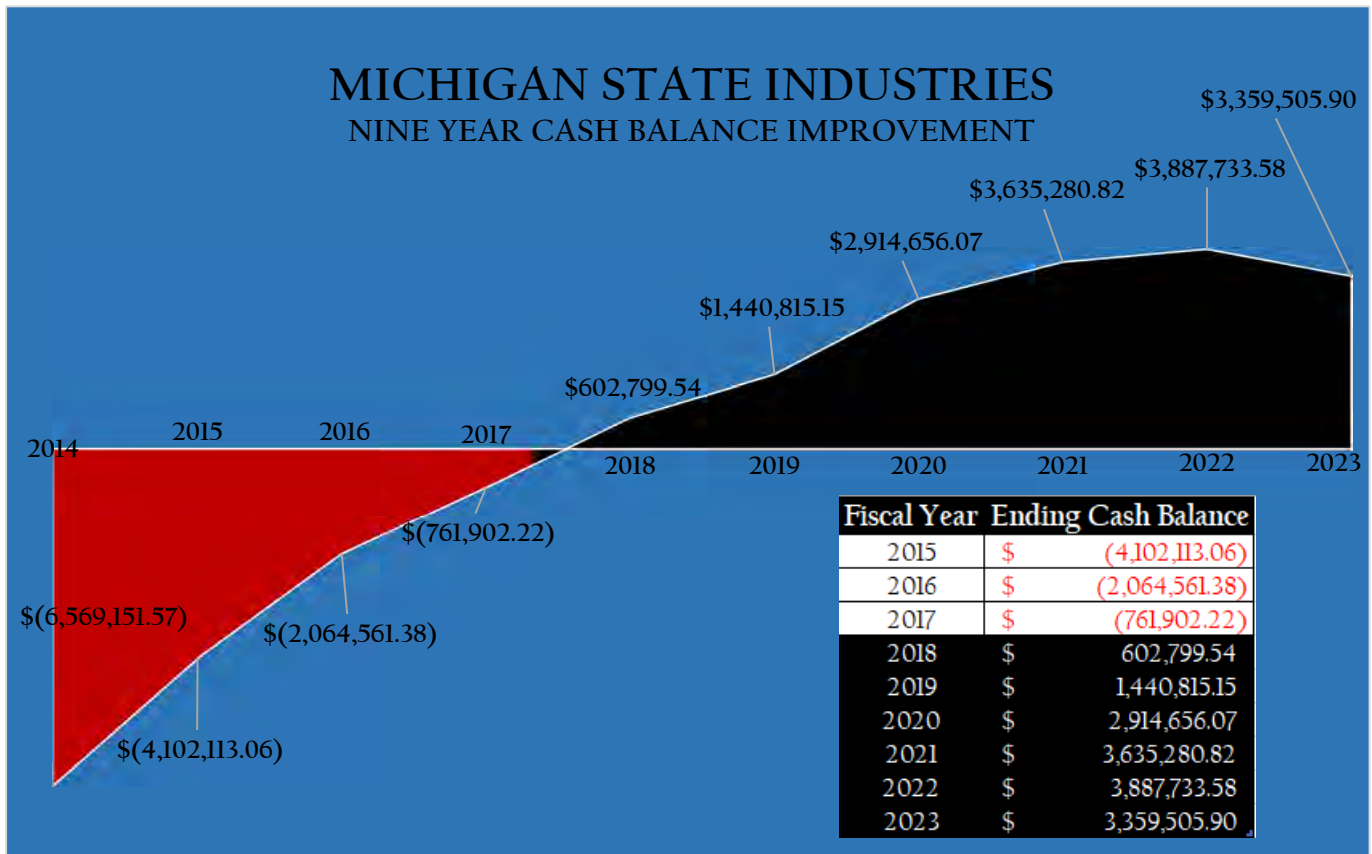 MICHIGAN STATE INDUSTRIES
NINE YEAR CASH BALANCE IMPROVEMENT
$3,359,505.90
$3,887,733.58
$3,635,280.82
$2,914,656.07
$1,440,815.15
$602,799.54
2014
2015
2016
2017
2018
2019
2020
2021
2022
2023
$(761,902.22)
$(6,569,151.57)
$(2,064,561.38)
$(4,102,113.06)
Fiscal Year Ending Cash Balance
2015 $ (4,102,113.06)
2016 $ (2,064,561.38)
2017 $ (761,902.22)
2018 $ 602,799.54
2019 $ 1,440,815.15
2020 $ 2,914,656.07
2021 $ 3,635,280.82
2022 $ 3,887,733.58
2023 $ 3,359,505.90